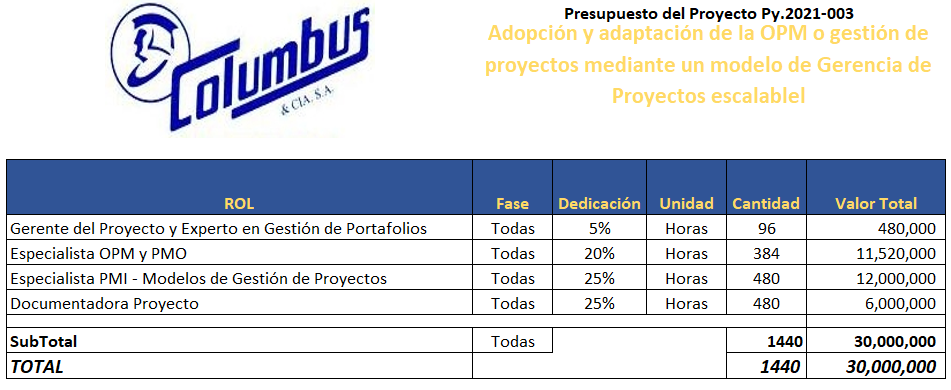 Columbus
& CIA. S.A.
Presupuesto del Proyecto Py.2021-003
Adopción y adaptación de la OPM o gestión de
proyectos mediante un modelo de Gerencia de
Proyectos escalablel
ROL Fase Dedicación Unidad Cantidad Valor Total
Gerente del Proyecto y Experto en Gestión de Portafolios Todas 5% Horas 96 480,000
Especialista OPM y PMO Todas 20% Horas 384 11,520,000
Especialista PMI - Modelos de Gestión de Proyectos Todas 25% Horas 480 12,000,000
Documentadora Proyecto Todas 25% Horas 480 6,000,000
SubTotal Todas 1440 30,000,000
TOTAL 1440 30,000,000